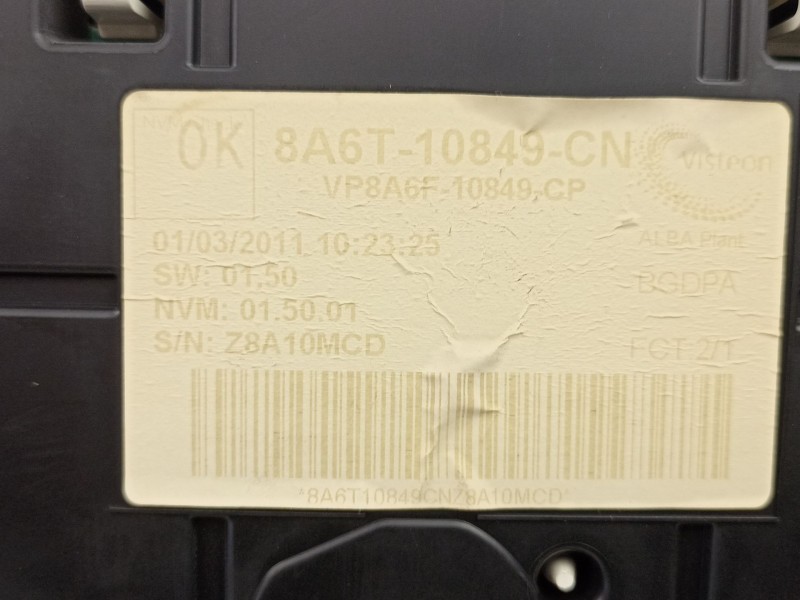 OK
8A6T-10849-CN
Visteon
VP8A6F-10849-CP
01/03/2011 10:23:25
ALBA Plant
SW: 01.50
BGDPA
NVM: 01.50.01
S/N: Z8A10MCD
FCT 2/1
*8A6T10849CNZ8A10MCD*